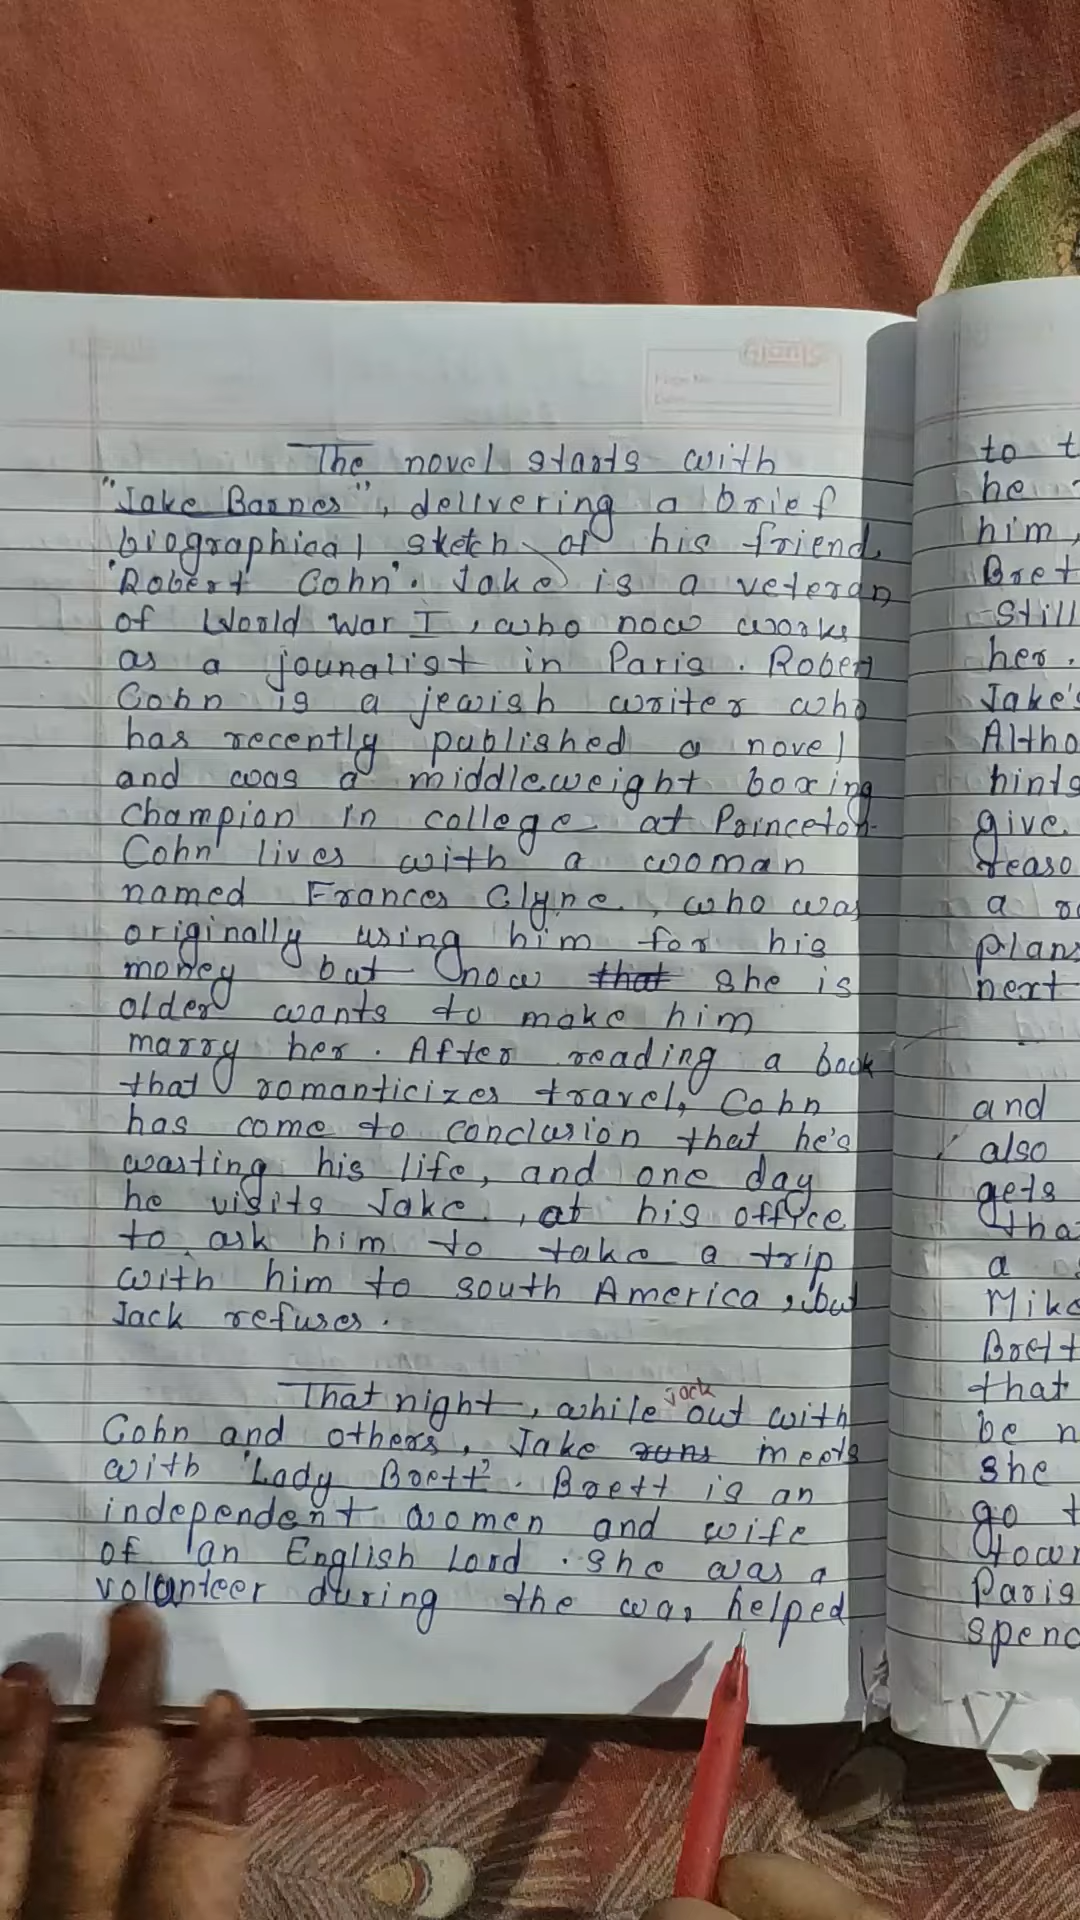 Ajanta
Page No.
Date
The novel starts with
"Jake Barnes", delivering a brief
biographical sketch of his friend,
'Robert Cohn'. Jake is a veteran
of World War I, who now works
as a jounalist in Paris. Robert
Cohn is a jewish writer who
has recently published a novel
and was a middleweight boxing
champion in college at Princeton.
Cohn lives with a woman
named Frances Clyne, who was
originally using him for his
money but now that she is
older wants to make him
marry her. After reading a book
that romanticizes travel, Cohn
has come to conclusion that he's
wasting his life, and one day
he visits Jake, at his office
to ask him to take a trip
with him to south America, but
Jack refuses.
That night, while Jack out with
Cohn and others, Jake runs meets
with 'Lady Brett'. Brett is an
independent women and wife
of an English Lord. She was a
volunteer during the war helped
to t
he
him,
Bret
Still
her.
Jake's
Altho
hints
give.
reaso
a ro
plans
next
and
also
gets
tha
a
Mike
Brett
that
be n
she
go t
town
Paris
spend